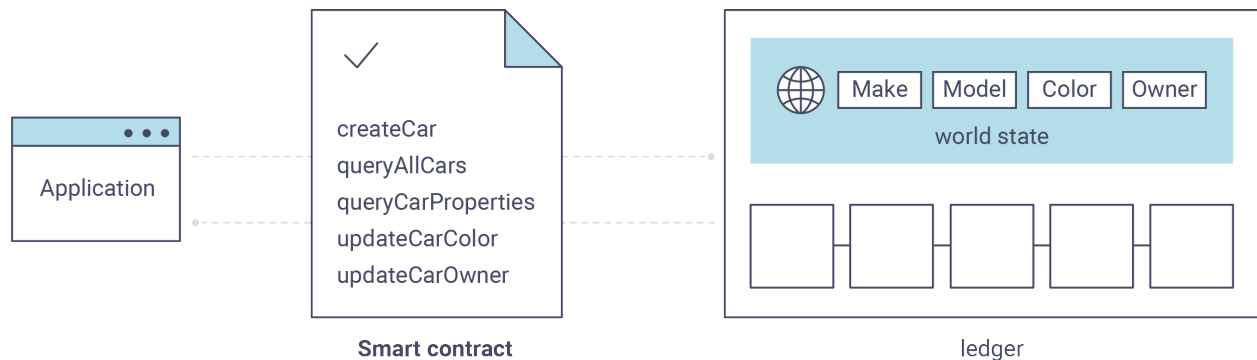 Application
createCar
queryAllCars
queryCarProperties
updateCarColor
updateCarOwner
Smart contract
Make Model Color Owner
world state
ledger